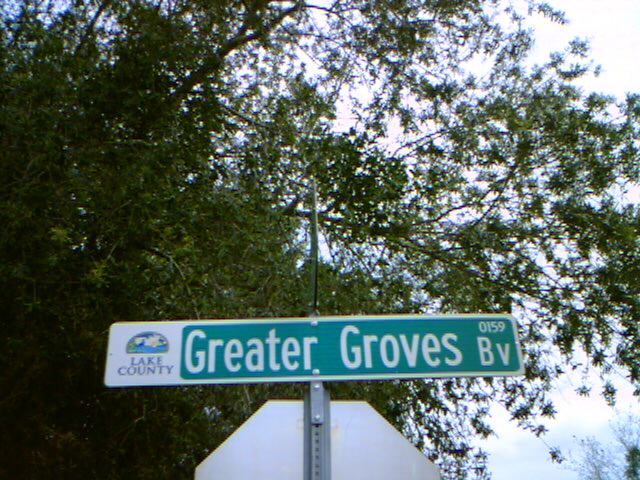 LAKE
COUNTY
Greater Groves Bv
0159